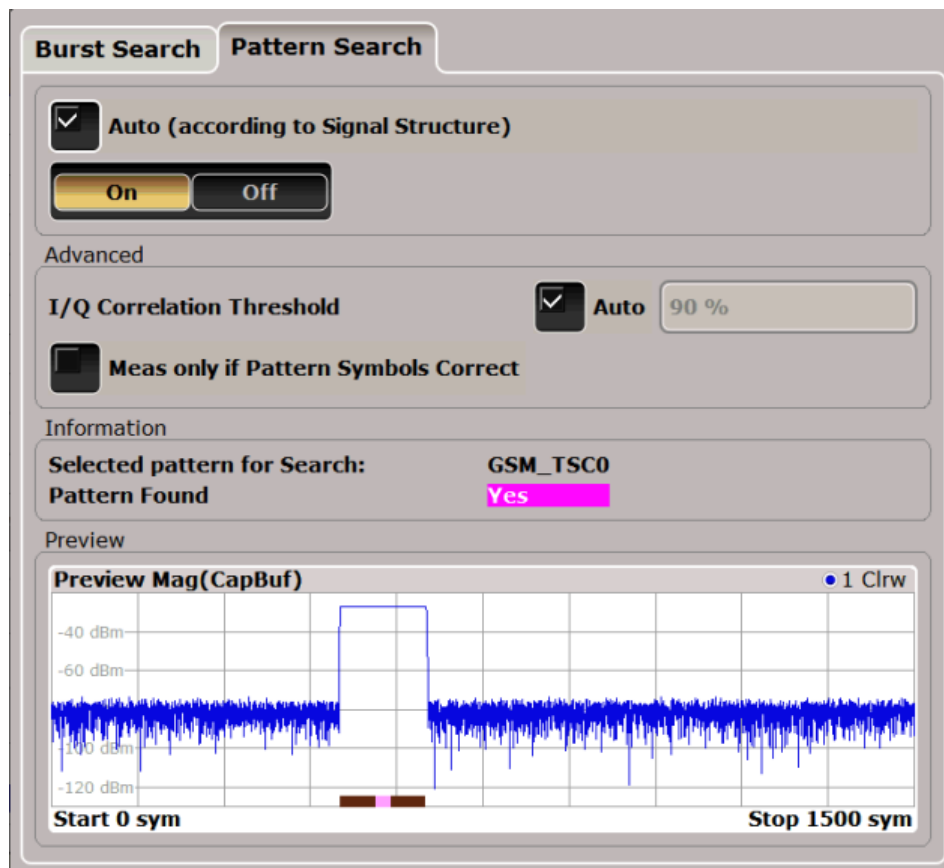 Burst Search Pattern Search
Auto (according to Signal Structure)
On Off
Advanced
I/Q Correlation Threshold Auto 90 %
Meas only if Pattern Symbols Correct
Information
Selected pattern for Search: GSM_TSC0
Pattern Found Yes
Preview
Preview Mag(CapBuf) 1 Clrw
-40 dBm
-60 dBm
-100 dBm
-120 dBm
Start 0 sym Stop 1500 sym